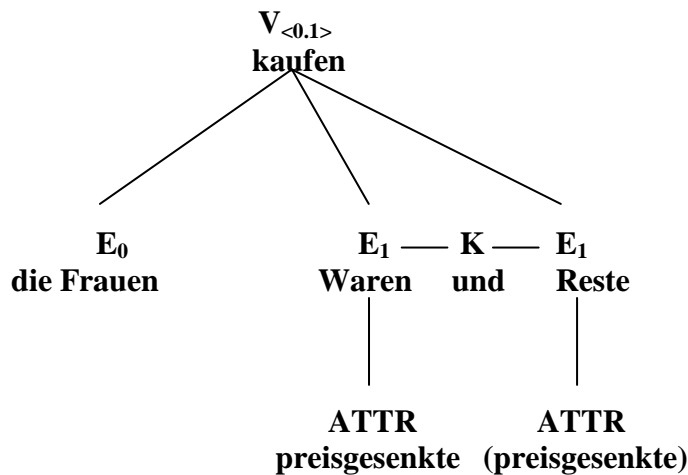 V<0.1>
kaufen
E0 E1 K E1
die Frauen Waren und Reste
ATTR ATTR
preisgesenkte (preisgesenkte)